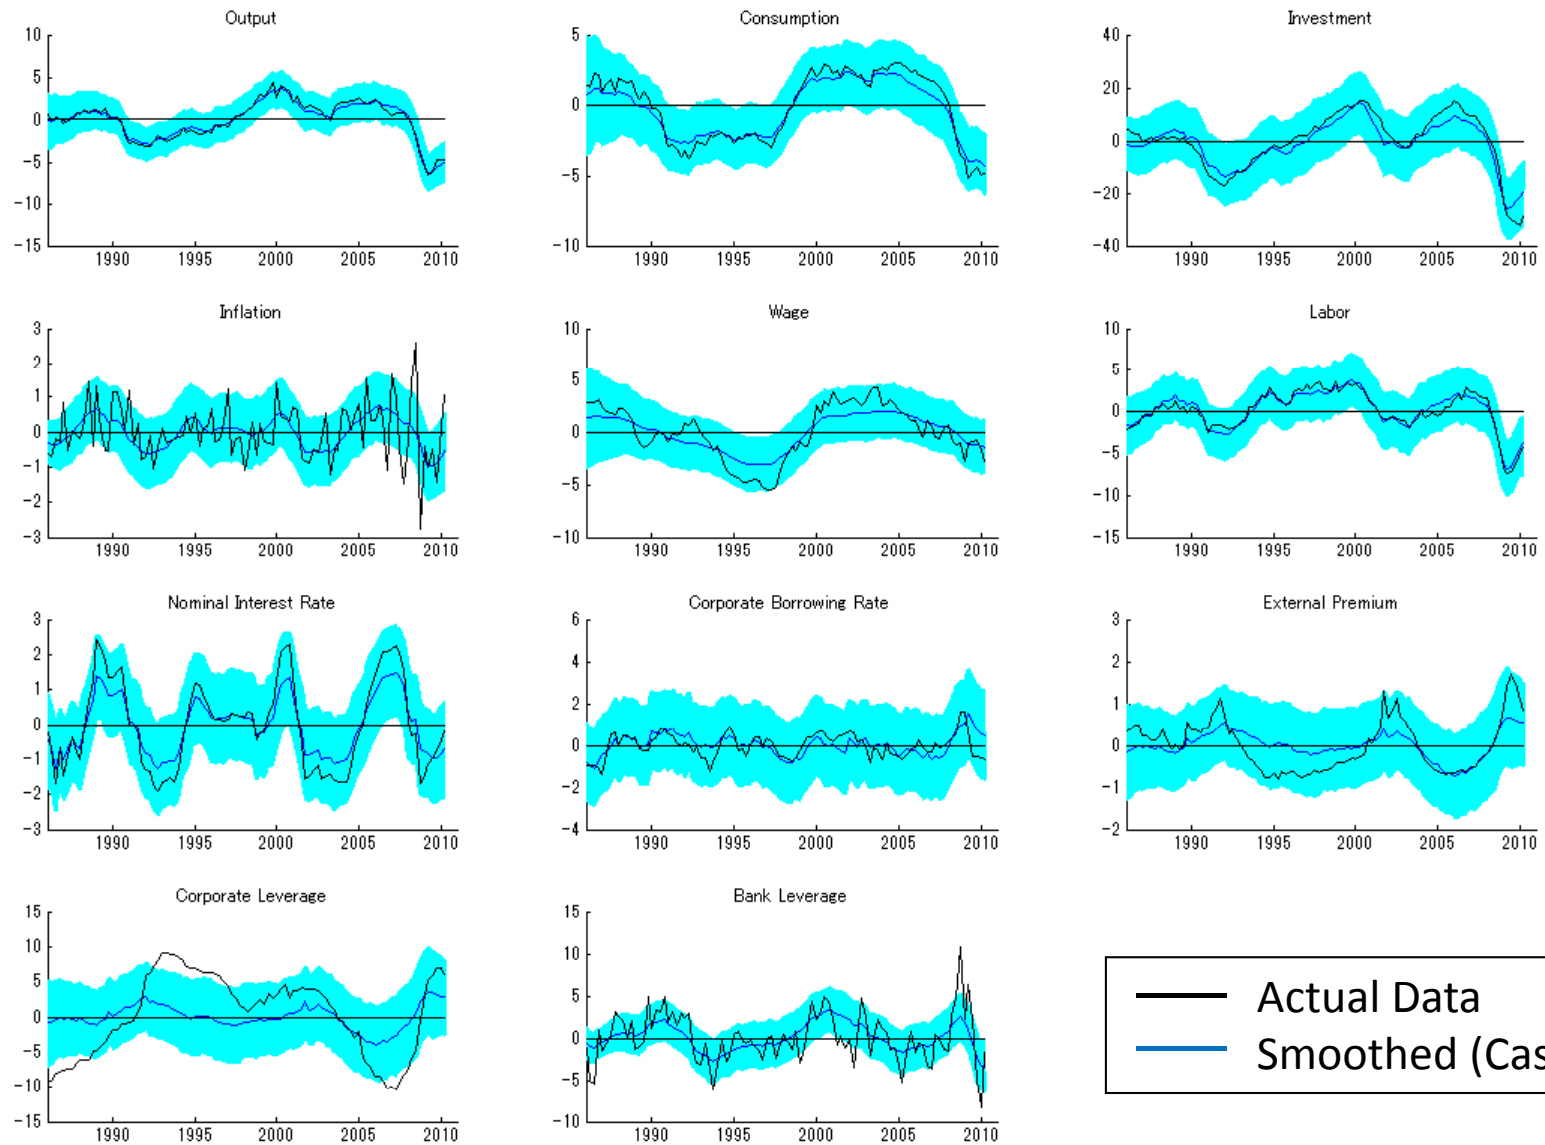 Output
10
5
0
-5
-10
-15
1990 1995 2000 2005 2010
Consumption
5
0
-5
-10
1990 1995 2000 2005 2010
Investment
40
20
0
-20
-40
1990 1995 2000 2005 2010
Inflation
3
2
1
0
-1
-2
-3
1990 1995 2000 2005 2010
Wage
10
5
0
-5
-10
1990 1995 2000 2005 2010
Labor
10
5
0
-5
-10
-15
1990 1995 2000 2005 2010
Nominal Interest Rate
3
2
1
0
-1
-2
-3
1990 1995 2000 2005 2010
Corporate Borrowing Rate
6
4
2
0
-2
-4
1990 1995 2000 2005 2010
External Premium
3
2
1
0
-1
-2
1990 1995 2000 2005 2010
Corporate Leverage
15
10
5
0
-5
-10
-15
1990 1995 2000 2005 2010
Bank Leverage
15
10
5
0
-5
-10
1990 1995 2000 2005 2010
Actual Data
Smoothed (Cas